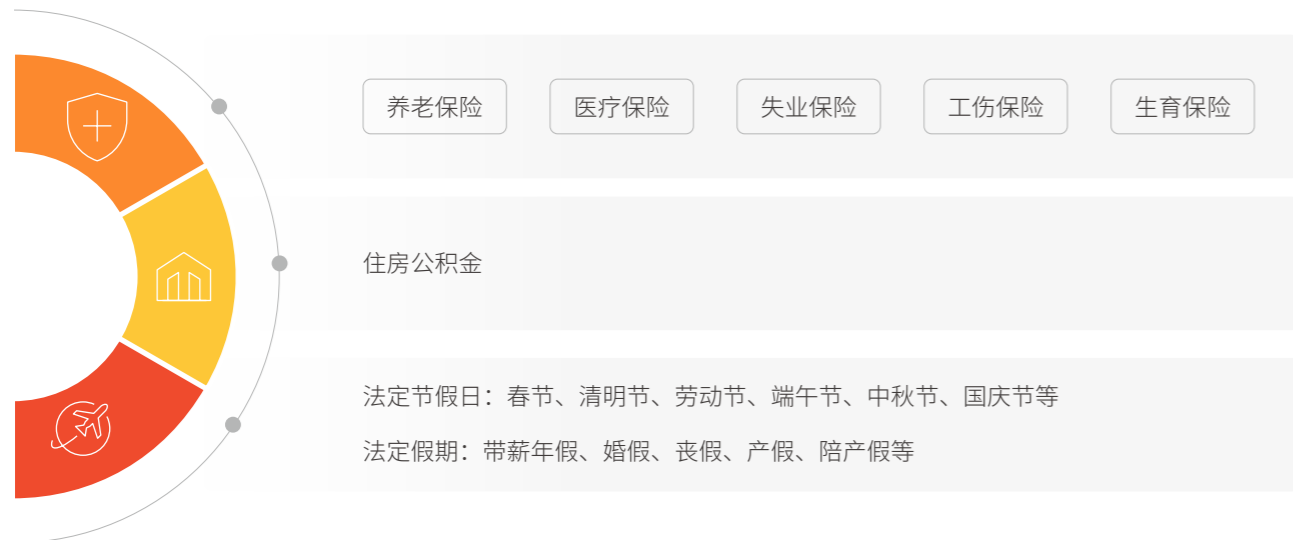 养老保险 医疗保险 失业保险 工伤保险 生育保险
住房公积金
法定节假日：春节、清明节、劳动节、端午节、中秋节、国庆节等
法定假期：带薪年假、婚假、丧假、产假、陪产假等